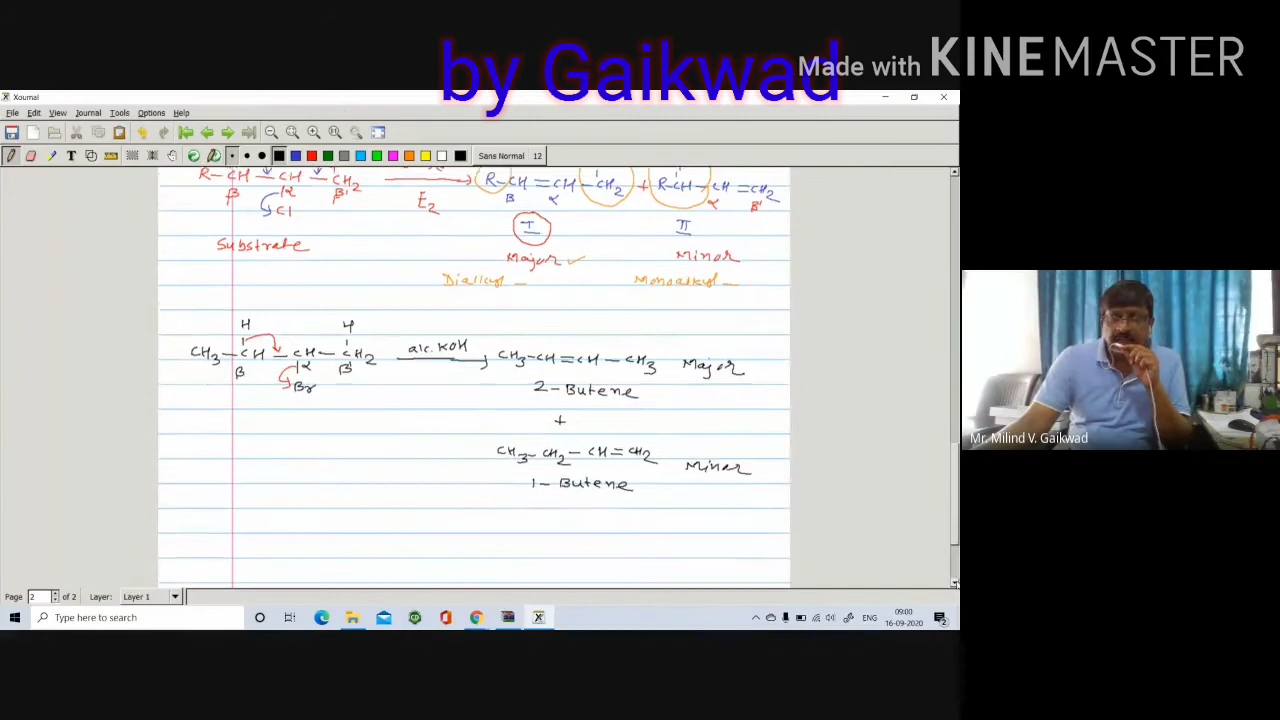 by Gaikwad
Made with KINEMASTER
Xournal
File Edit View Journal Tools Options Help
Sans Normal 12
R-CH-CH-CH2
β α β'
Cl
E2
R-CH=CH-CH2 + R-CH-CH=CH2
B α α B'
I II
Substrate
Major ✓ Minor
Dialkyl - Monoalkyl -
H H
CH3-CH-CH-CH2 alc. KOH CH3-CH=CH-CH3 Major
β α β'
Br
2-Butene
+
CH3-CH2-CH=CH2 Minor
1-Butene
Mr. Milind V. Gaikwad
Page 2 of 2 Layer: Layer 1
Type here to search
ENG
09:00
16-09-2020
2